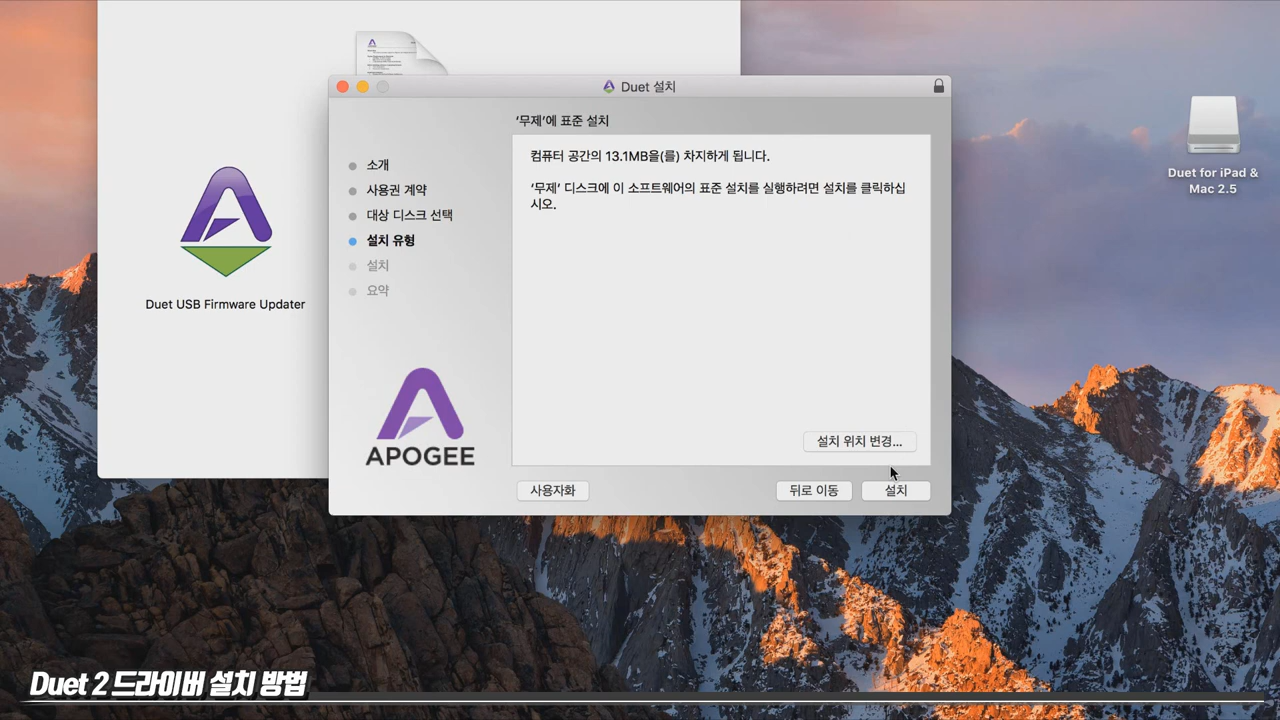 Duet 설치
'무제'에 표준 설치
소개
사용권 계약
대상 디스크 선택
설치 유형
설치
요약
컴퓨터 공간의 13.1MB을(를) 차지하게 됩니다.
'무제' 디스크에 이 소프트웨어의 표준 설치를 실행하려면 설치를 클릭하십
시오.
APOGEE
설치 위치 변경...
사용자화
뒤로 이동
설치
Duet USB Firmware Updater
Duet for iPad &
Mac 2.5
Duet 2 드라이버 설치 방법